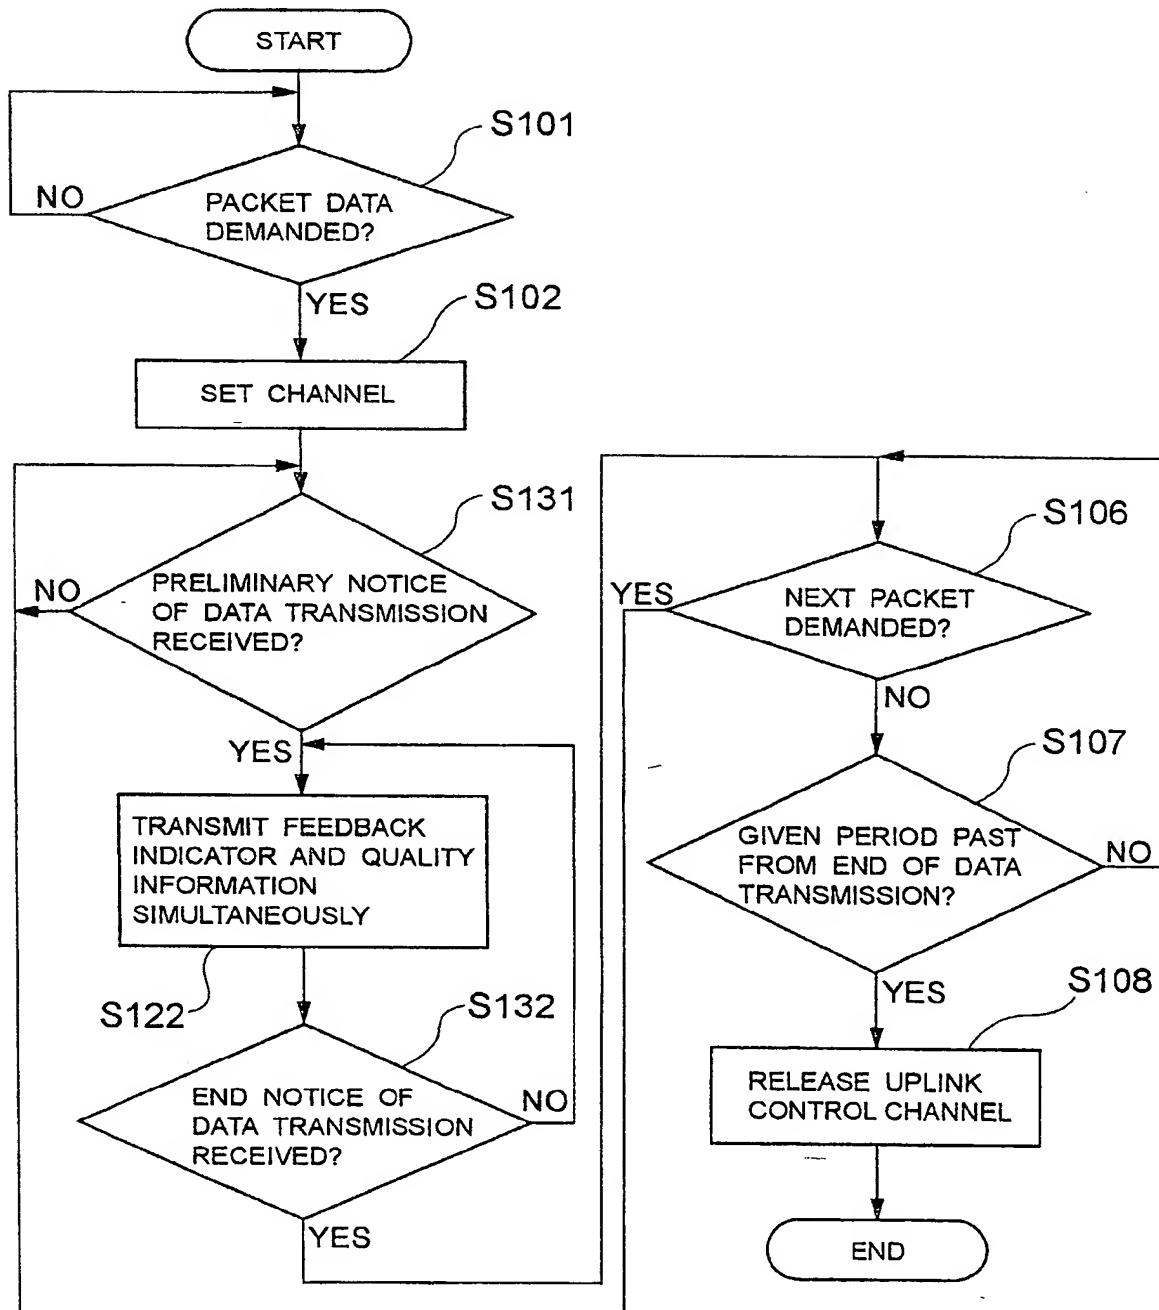 START
S101
NO
PACKET DATA
DEMANDED?
YES
S102
SET CHANNEL
S131
NO
PRELIMINARY NOTICE
OF DATA TRANSMISSION
RECEIVED?
YES
TRANSMIT FEEDBACK
INDICATOR AND QUALITY
INFORMATION
SIMULTANEOUSLY
S122
S132
END NOTICE OF
DATA TRANSMISSION
RECEIVED?
NO
YES
S106
YES
NEXT PACKET
DEMANDED?
NO
S107
GIVEN PERIOD PAST
FROM END OF DATA
TRANSMISSION?
NO
YES
S108
RELEASE UPLINK
CONTROL CHANNEL
END